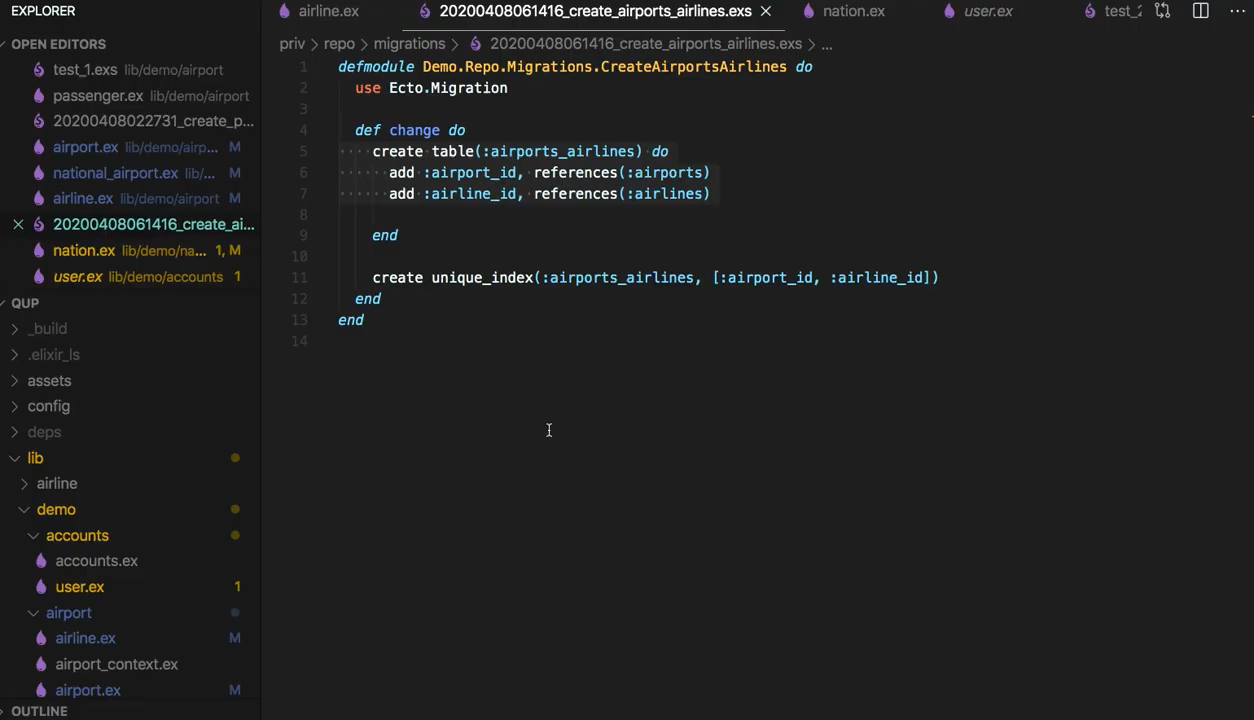 EXPLORER
OPEN EDITORS
test_1.exs lib/demo/airport
passenger.ex lib/demo/airport
20200408022731_create_p...
airport.ex lib/demo/airp... M
national_airport.ex lib/... M
airline.ex lib/demo/airport M
20200408061416_create_ai...
nation.ex lib/demo/na... 1, M
user.ex lib/demo/accounts 1
QUP
_build
.elixir_ls
assets
config
deps
lib
airline
demo
accounts
accounts.ex
user.ex 1
airport
airline.ex M
airport_context.ex
airport.ex M
OUTLINE
airline.ex 20200408061416_create_airports_airlines.exs nation.ex user.ex test_2
priv > repo > migrations > 20200408061416_create_airports_airlines.exs > ...
1 defmodule Demo.Repo.Migrations.CreateAirportsAirlines do
2 use Ecto.Migration
3
4 def change do
5 create table(:airports_airlines) do
6 add :airport_id, references(:airports)
7 add :airline_id, references(:airlines)
8
9 end
10
11 create unique_index(:airports_airlines, [:airport_id, :airline_id])
12 end
13 end
14